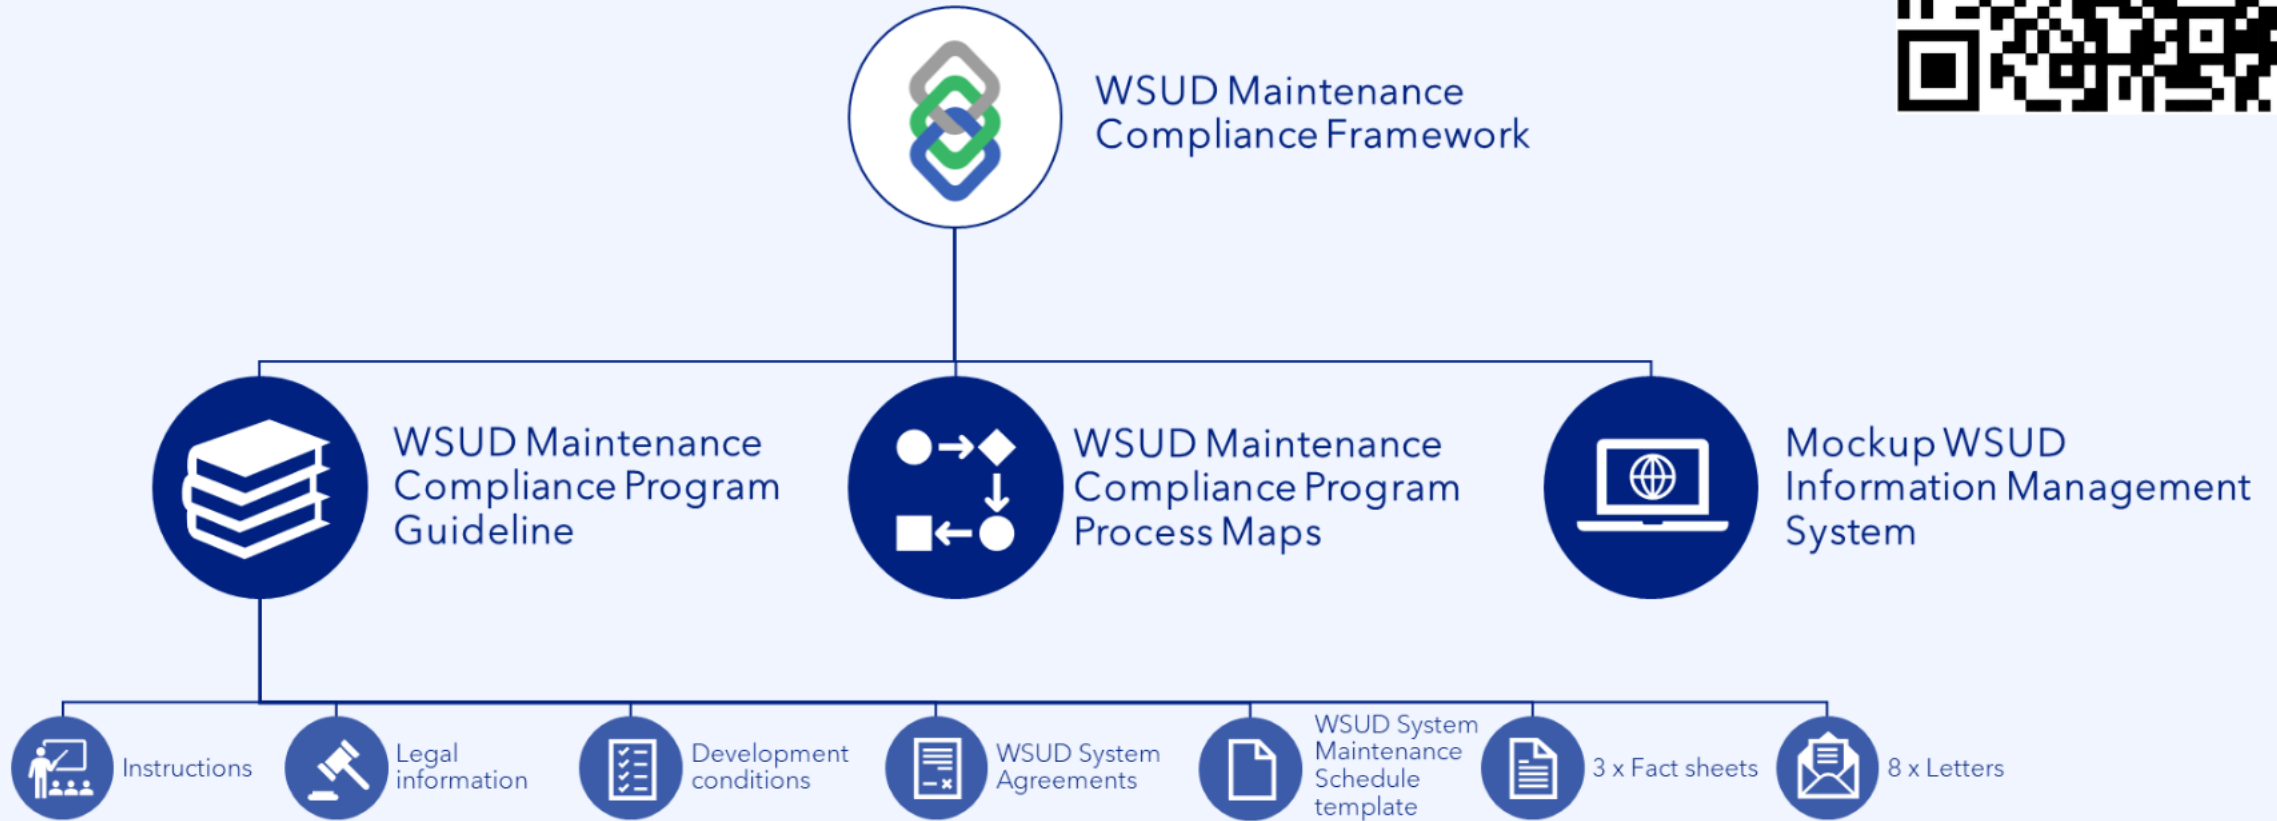 WSUD Maintenance
Compliance Framework
WSUD Maintenance
Compliance Program
Guideline
WSUD Maintenance
Compliance Program
Process Maps
Mockup WSUD
Information Management
System
Instructions
Legal
information
Development
conditions
WSUD System
Agreements
WSUD System
Maintenance
Schedule
template
3 x Fact sheets
8 x Letters